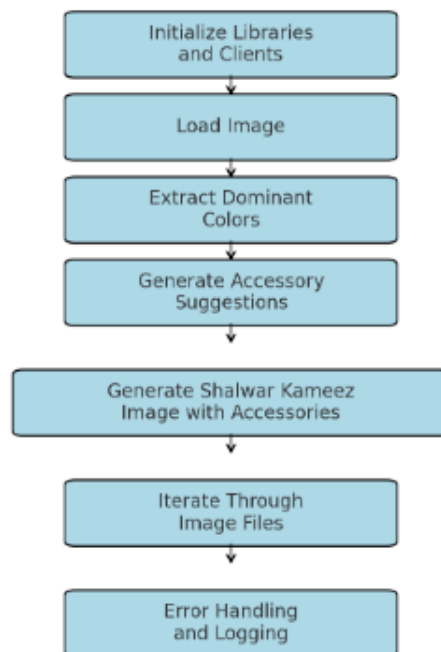 Initialize Libraries
and Clients
Load Image
Extract Dominant
Colors
Generate Accessory
Suggestions
Generate Shalwar Kameez
Image with Accessories
Iterate Through
Image Files
Error Handling
and Logging